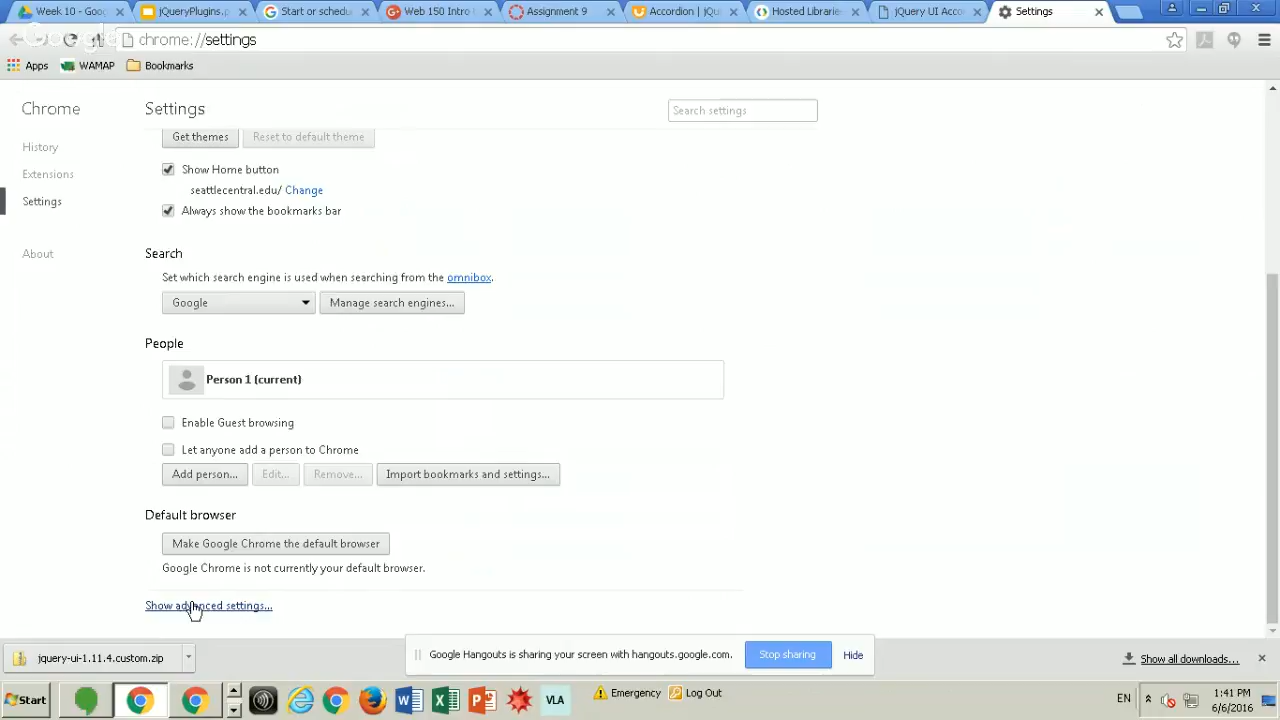 Week 10 - Goo
jQueryPlugins.p
Start or schedu
Web 150 Intro t
Assignment 9
Accordion | jQu
Hosted Librarie
jQuery UI Acco
Settings
chrome://settings
Apps
WAMAP
Bookmarks
Chrome
Settings
Search settings
Get themes
Reset to default theme
History
Show Home button
Extensions
seattlecentral.edu/ Change
Settings
Always show the bookmarks bar
About
Search
Set which search engine is used when searching from the omnibox.
Google
Manage search engines...
People
Person 1 (current)
Enable Guest browsing
Let anyone add a person to Chrome
Add person...
Edit...
Remove...
Import bookmarks and settings...
Default browser
Make Google Chrome the default browser
Google Chrome is not currently your default browser.
Show advanced settings...
jquery-ui-1.11.4.custom.zip
Google Hangouts is sharing your screen with hangouts.google.com.
Stop sharing
Hide
Show all downloads...
Start
VLA
Emergency
Log Out
EN
1:41 PM
6/6/2016